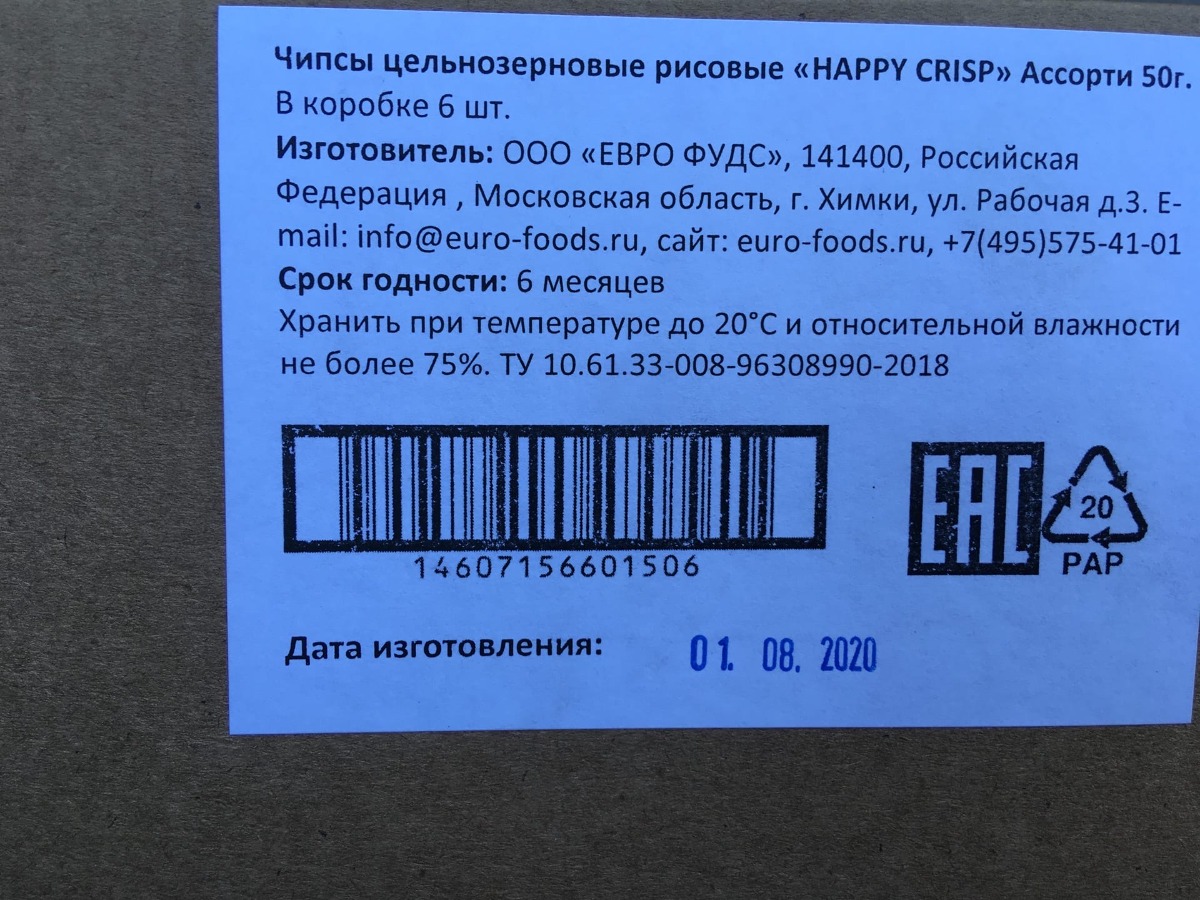 Чипсы цельнозерновые рисовые «HAPPY CRISP» Ассорти 50г.
В коробке 6 шт.
Изготовитель: ООО «ЕВРО ФУДС», 141400, Российская
Федерация , Московская область, г. Химки, ул. Рабочая д.3. E-
mail: info@euro-foods.ru, сайт: euro-foods.ru, +7(495)575-41-01
Срок годности: 6 месяцев
Хранить при температуре до 20°С и относительной влажности
не более 75%. ТУ 10.61.33-008-96308990-2018
EAC
20
PAP
14607156601506
Дата изготовления: 01. 08. 2020